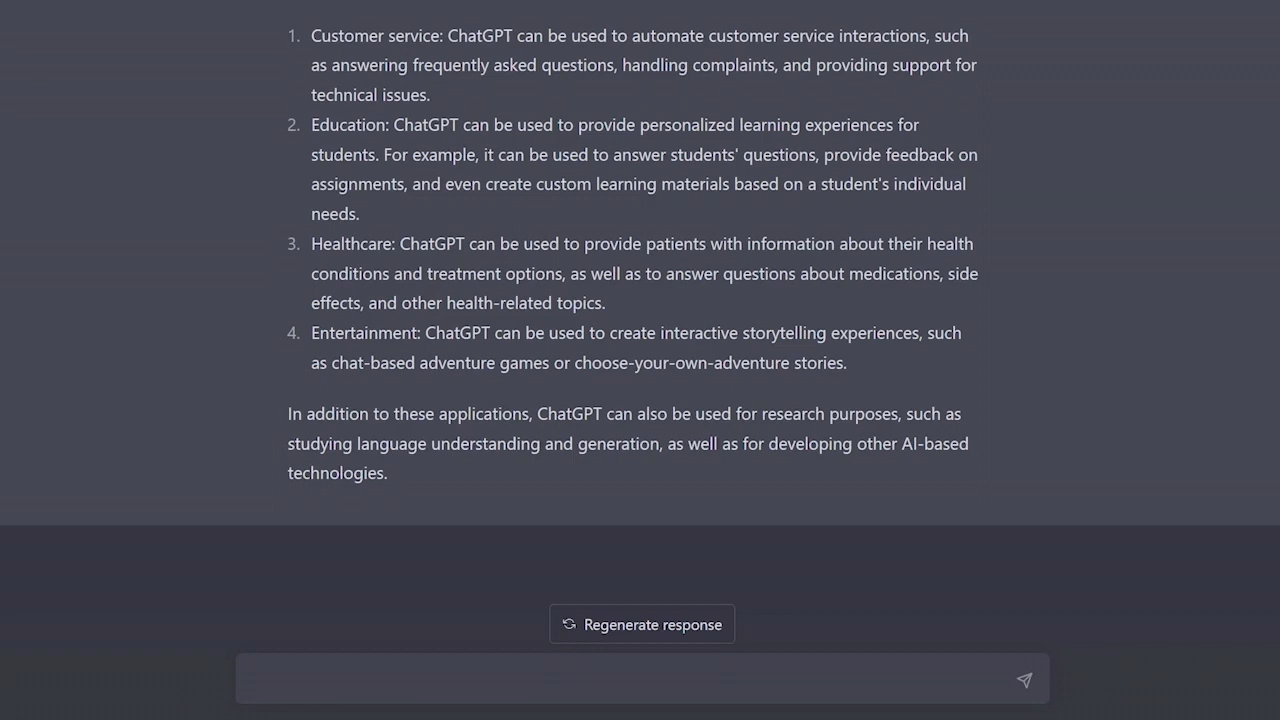 1. Customer service: ChatGPT can be used to automate customer service interactions, such
as answering frequently asked questions, handling complaints, and providing support for
technical issues.
2. Education: ChatGPT can be used to provide personalized learning experiences for
students. For example, it can be used to answer students' questions, provide feedback on
assignments, and even create custom learning materials based on a student's individual
needs.
3. Healthcare: ChatGPT can be used to provide patients with information about their health
conditions and treatment options, as well as to answer questions about medications, side
effects, and other health-related topics.
4. Entertainment: ChatGPT can be used to create interactive storytelling experiences, such
as chat-based adventure games or choose-your-own-adventure stories.
In addition to these applications, ChatGPT can also be used for research purposes, such as
studying language understanding and generation, as well as for developing other AI-based
technologies.
Regenerate response